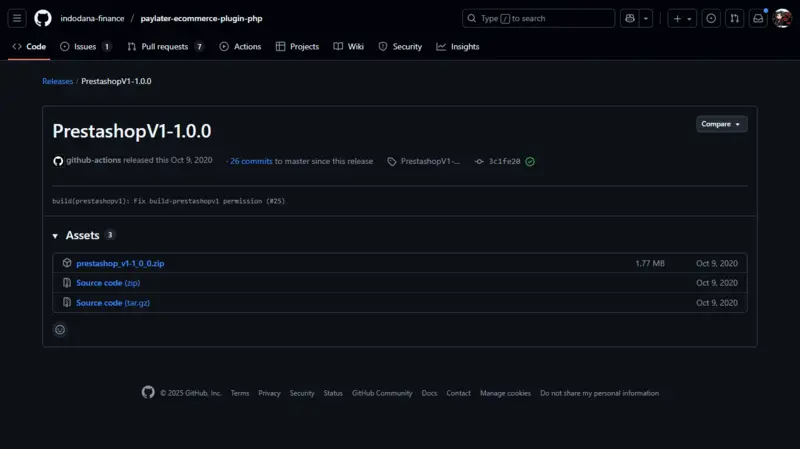 indodana-finance / paylater-ecommerce-plugin-php
Type / to search
Code Issues 1 Pull requests 7 Actions Projects Wiki Security Insights
Releases / PrestashopV1-1.0.0
PrestashopV1-1.0.0
Compare
github-actions released this Oct 9, 2020 · 26 commits to master since this release PrestashopV1-... 3c1fe20
build(prestashopv1): fix build-prestashopv1 permission (#25)
Assets 3
prestashop_v1-1_0_0.zip 1.77 MB Oct 9, 2020
Source code (zip) Oct 9, 2020
Source code (tar.gz) Oct 9, 2020
© 2025 GitHub, Inc. Terms Privacy Security Status GitHub Community Docs Contact Manage cookies Do not share my personal information